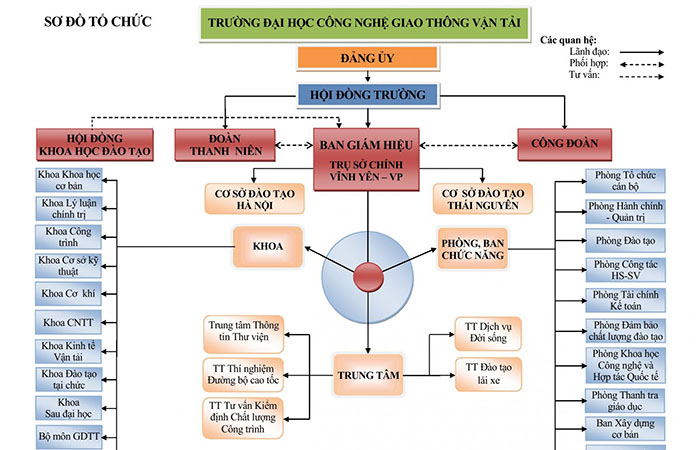 SƠ ĐỒ TỔ CHỨC
TRƯỜNG ĐẠI HỌC CÔNG NGHỆ GIAO THÔNG VẬN TẢI
Các quan hệ:
Lãnh đạo:
Phối hợp:
Tư vấn:
ĐẢNG ỦY
HỘI ĐỒNG TRƯỜNG
HỘI ĐỒNG
KHOA HỌC ĐÀO TẠO
ĐOÀN
THANH NIÊN
BAN GIÁM HIỆU
TRỤ SỞ CHÍNH
VĨNH YÊN – VP
CÔNG ĐOÀN
CƠ SỞ ĐÀO TẠO
HÀ NỘI
CƠ SỞ ĐÀO TẠO
THÁI NGUYÊN
KHOA
PHÒNG, BAN
CHỨC NĂNG
TRUNG TÂM
Khoa Khoa học
cơ bản
Khoa Lý luận
chính trị
Khoa Công
trình
Khoa Cơ sở kỹ
thuật
Khoa Cơ khí
Khoa CNTT
Khoa Kinh tế
Vận tải
Khoa Đào tạo
tại chức
Khoa
Sau đại học
Bộ môn GDTT
Trung tâm Thông
tin Thư viện
TT Thí nghiệm
Đường bộ cao tốc
TT Tư vấn Kiểm
định Chất lượng
Công trình
TT Dịch vụ
Đời sống
TT Đào tạo
lái xe
Phòng Tổ chức
cán bộ
Phòng Hành chính
- Quản trị
Phòng Đào tạo
Phòng Công tác
HS-SV
Phòng Tài chính
Kế toán
Phòng Đảm bảo
chất lượng đào tạo
Phòng Khoa học
Công nghệ và
Hợp tác Quốc tế
Phòng Thanh tra
giáo dục
Ban Xây dựng
cơ bản